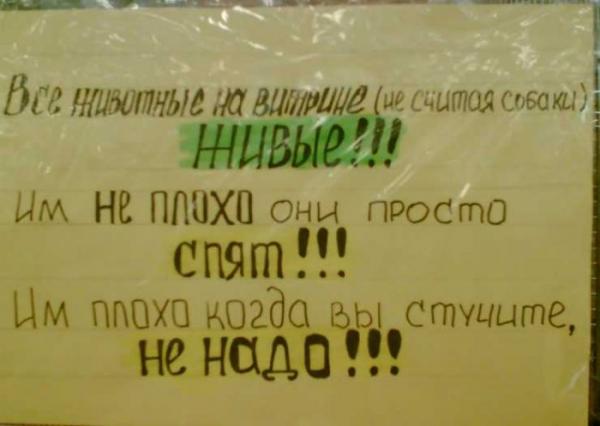 Все животные на витрине (не считая собаки)
живые!!!
Им не плохо они просто
спят!!!
Им плохо когда вы стучите,
не надо!!!